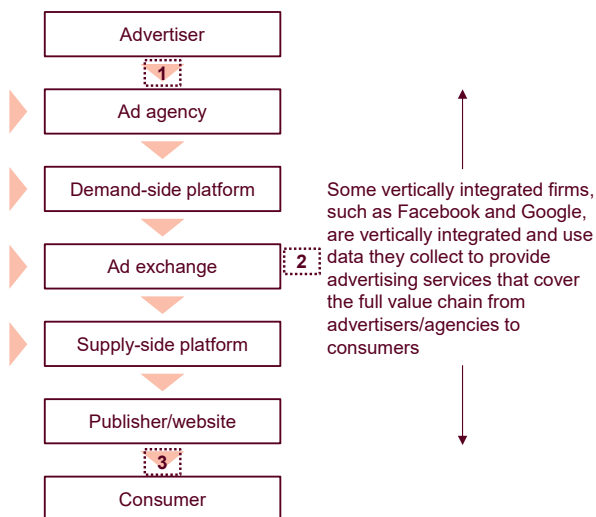 Advertiser
1
Ad agency
Demand-side platform
Some vertically integrated firms,
such as Facebook and Google,
are vertically integrated and use
data they collect to provide
advertising services that cover
the full value chain from
advertisers/agencies to
consumers
Ad exchange
2
Supply-side platform
Publisher/website
3
Consumer